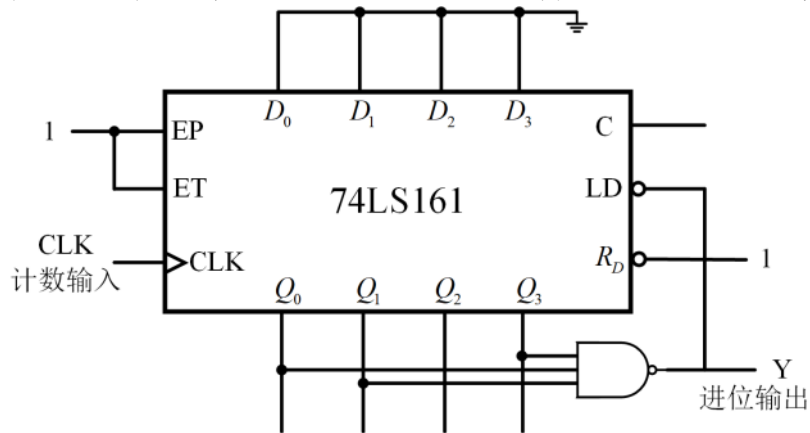 D₀ D₁ D₂ D₃
1 EP C
ET 74LS161 LD
CLK CLK R_D 1
计数输入
Q₀ Q₁ Q₂ Q₃
Y
进位输出